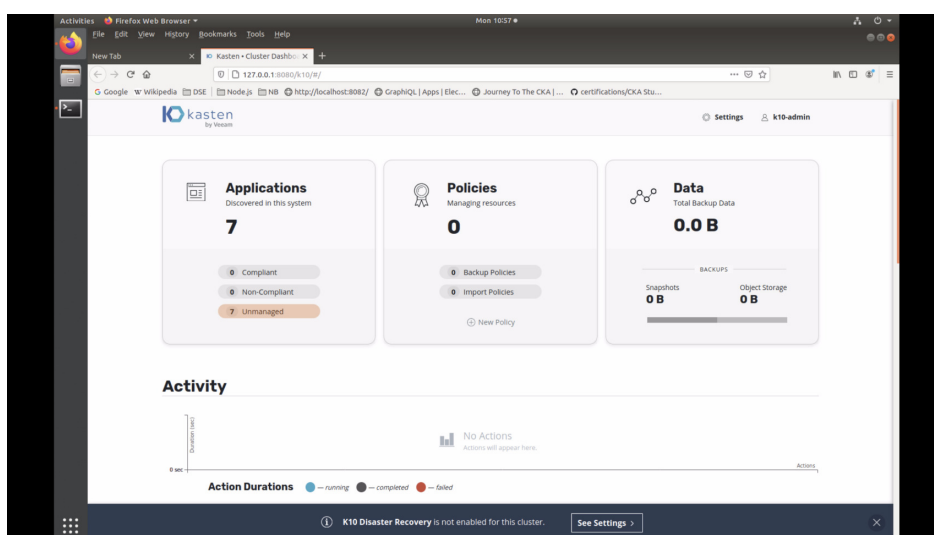 Activities Firefox Web Browser Mon 10:57
File Edit View History Bookmarks Tools Help
New Tab × Kasten • Cluster Dashbo × +
127.0.0.1:8080/k10/#/
Google Wikipedia DSE Node.js NB http://localhost:8082/ GraphiQL | Apps | Elec... Journey To The CKA | ... certifications/CKA Stu...
kasten
by Veeam
Settings k10-admin
Applications
Discovered in this system
7
0 Compliant
0 Non-Compliant
7 Unmanaged
Policies
Managing resources
0
0 Backup Policies
0 Import Policies
New Policy
Data
Total Backup Data
0.0 B
BACKUPS
Snapshots Object Storage
0 B 0 B
Activity
Duration (sec)
0 sec
No Actions
Actions will appear here.
Actions
Action Durations — running — completed — failed
K10 Disaster Recovery is not enabled for this cluster. See Settings >